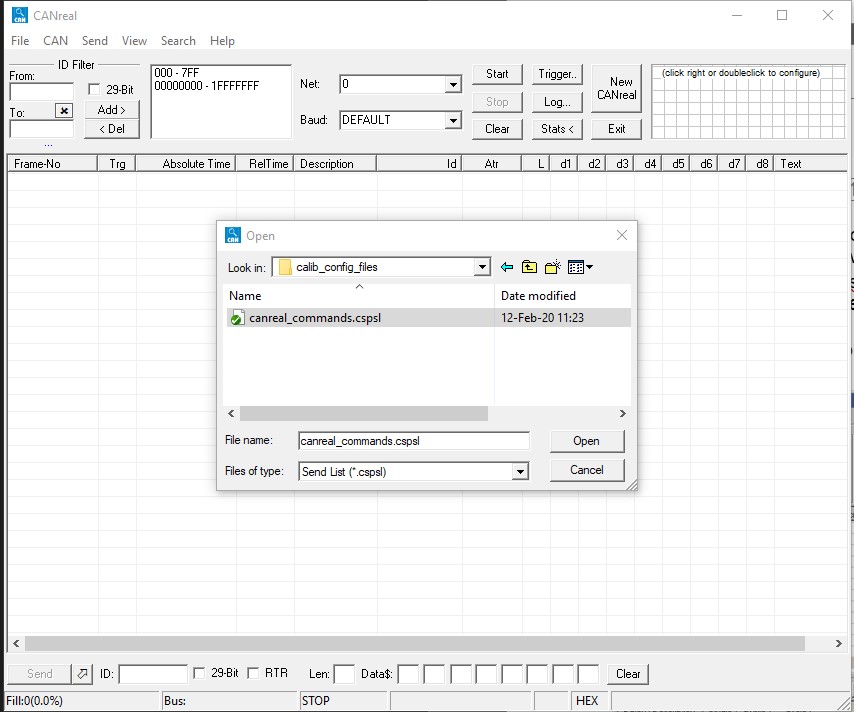 CANreal
File CAN Send View Search Help
ID Filter
From:
29-Bit
To:
Add >
< Del
...
000 - 7FF
00000000 - 1FFFFFFF
Net: 0
Baud: DEFAULT
Start
Stop
Clear
Trigger..
Log...
Stats <
New
CANreal
Exit
(click right or doubleclick to configure)
Frame-No Trg Absolute Time RelTime Description Id Atr L d1 d2 d3 d4 d5 d6 d7 d8 Text
CAN Open
Look in: calib_config_files
Name Date modified
canreal_commands.cspsl 12-Feb-20 11:23
File name: canreal_commands.cspsl Open
Files of type: Send List (*.cspsl) Cancel
Send ID: 29-Bit RTR Len: Data$: Clear
Fill:0(0.0%) Bus: STOP HEX